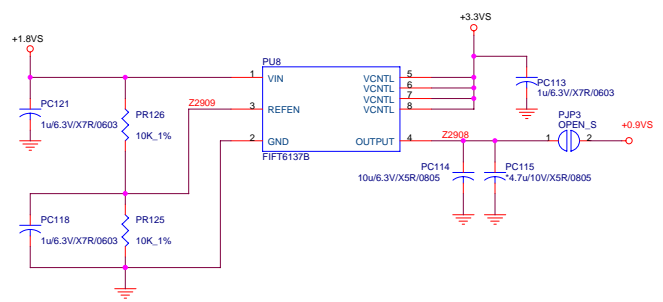 +3.3VS
+1.8VS
PU8
1 VIN VCNTL 5
VCNTL 6
VCNTL 7
3 REFEN VCNTL 8
2 GND OUTPUT 4
FIFT6137B
PC121
1u/6.3V/X7R/0603
PR126
10K_1%
Z2909
PC113
1u/6.3V/X7R/0603
PJP3
OPEN_S
Z2908
1 2
+0.9VS
PC114
10u/6.3V/X5R/0805
PC115
*4.7u/10V/X5R/0805
PC118
1u/6.3V/X7R/0603
PR125
10K_1%